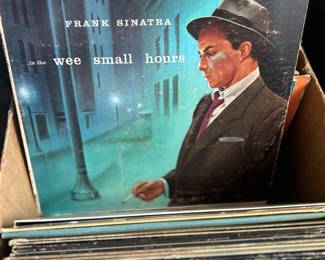 FRANK SINATRA
in the wee small hours